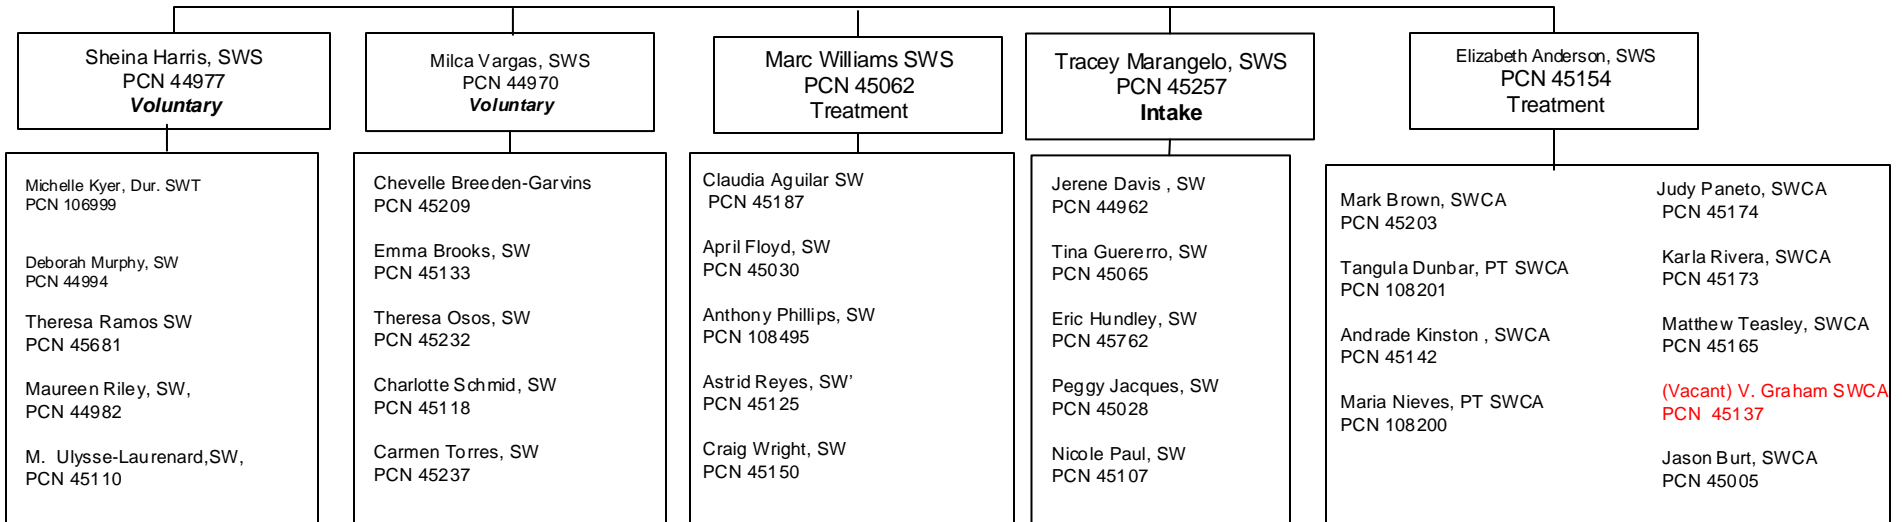 Sheina Harris, SWS
PCN 44977
Voluntary
Michelle Kyer, Dur. SWT
PCN 106999
Deborah Murphy, SW
PCN 44994
Theresa Ramos SW
PCN 45681
Maureen Riley, SW,
PCN 44982
M. Ulysse-Laurenard,SW,
PCN 45110
Milca Vargas, SWS
PCN 44970
Voluntary
Chevelle Breeden-Garvins
PCN 45209
Emma Brooks, SW
PCN 45133
Theresa Osos, SW
PCN 45232
Charlotte Schmid, SW
PCN 45118
Carmen Torres, SW
PCN 45237
Marc Williams SWS
PCN 45062
Treatment
Claudia Aguilar SW
PCN 45187
April Floyd, SW
PCN 45030
Anthony Phillips, SW
PCN 108495
Astrid Reyes, SW'
PCN 45125
Craig Wright, SW
PCN 45150
Tracey Marangelo, SWS
PCN 45257
Intake
Jerene Davis , SW
PCN 44962
Tina Guererro, SW
PCN 45065
Eric Hundley, SW
PCN 45762
Peggy Jacques, SW
PCN 45028
Nicole Paul, SW
PCN 45107
Elizabeth Anderson, SWS
PCN 45154
Treatment
Mark Brown, SWCA
PCN 45203
Tangula Dunbar, PT SWCA
PCN 108201
Andrade Kinston , SWCA
PCN 45142
Maria Nieves, PT SWCA
PCN 108200
Judy Paneto, SWCA
PCN 45174
Karla Rivera, SWCA
PCN 45173
Matthew Teasley, SWCA
PCN 45165
(Vacant) V. Graham SWCA
PCN 45137
Jason Burt, SWCA
PCN 45005